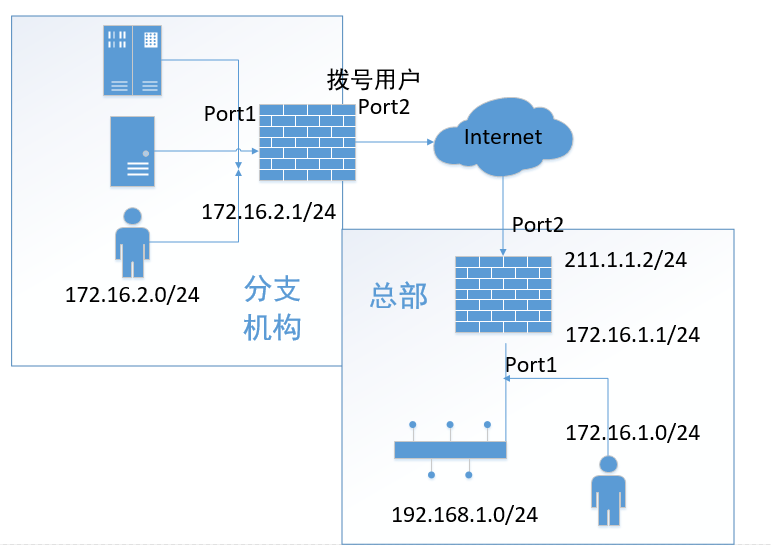 拨号用户
Port1
Port2
Internet
172.16.2.1/24
172.16.2.0/24
分支
机构
Port2
211.1.1.2/24
总部
172.16.1.1/24
Port1
172.16.1.0/24
192.168.1.0/24